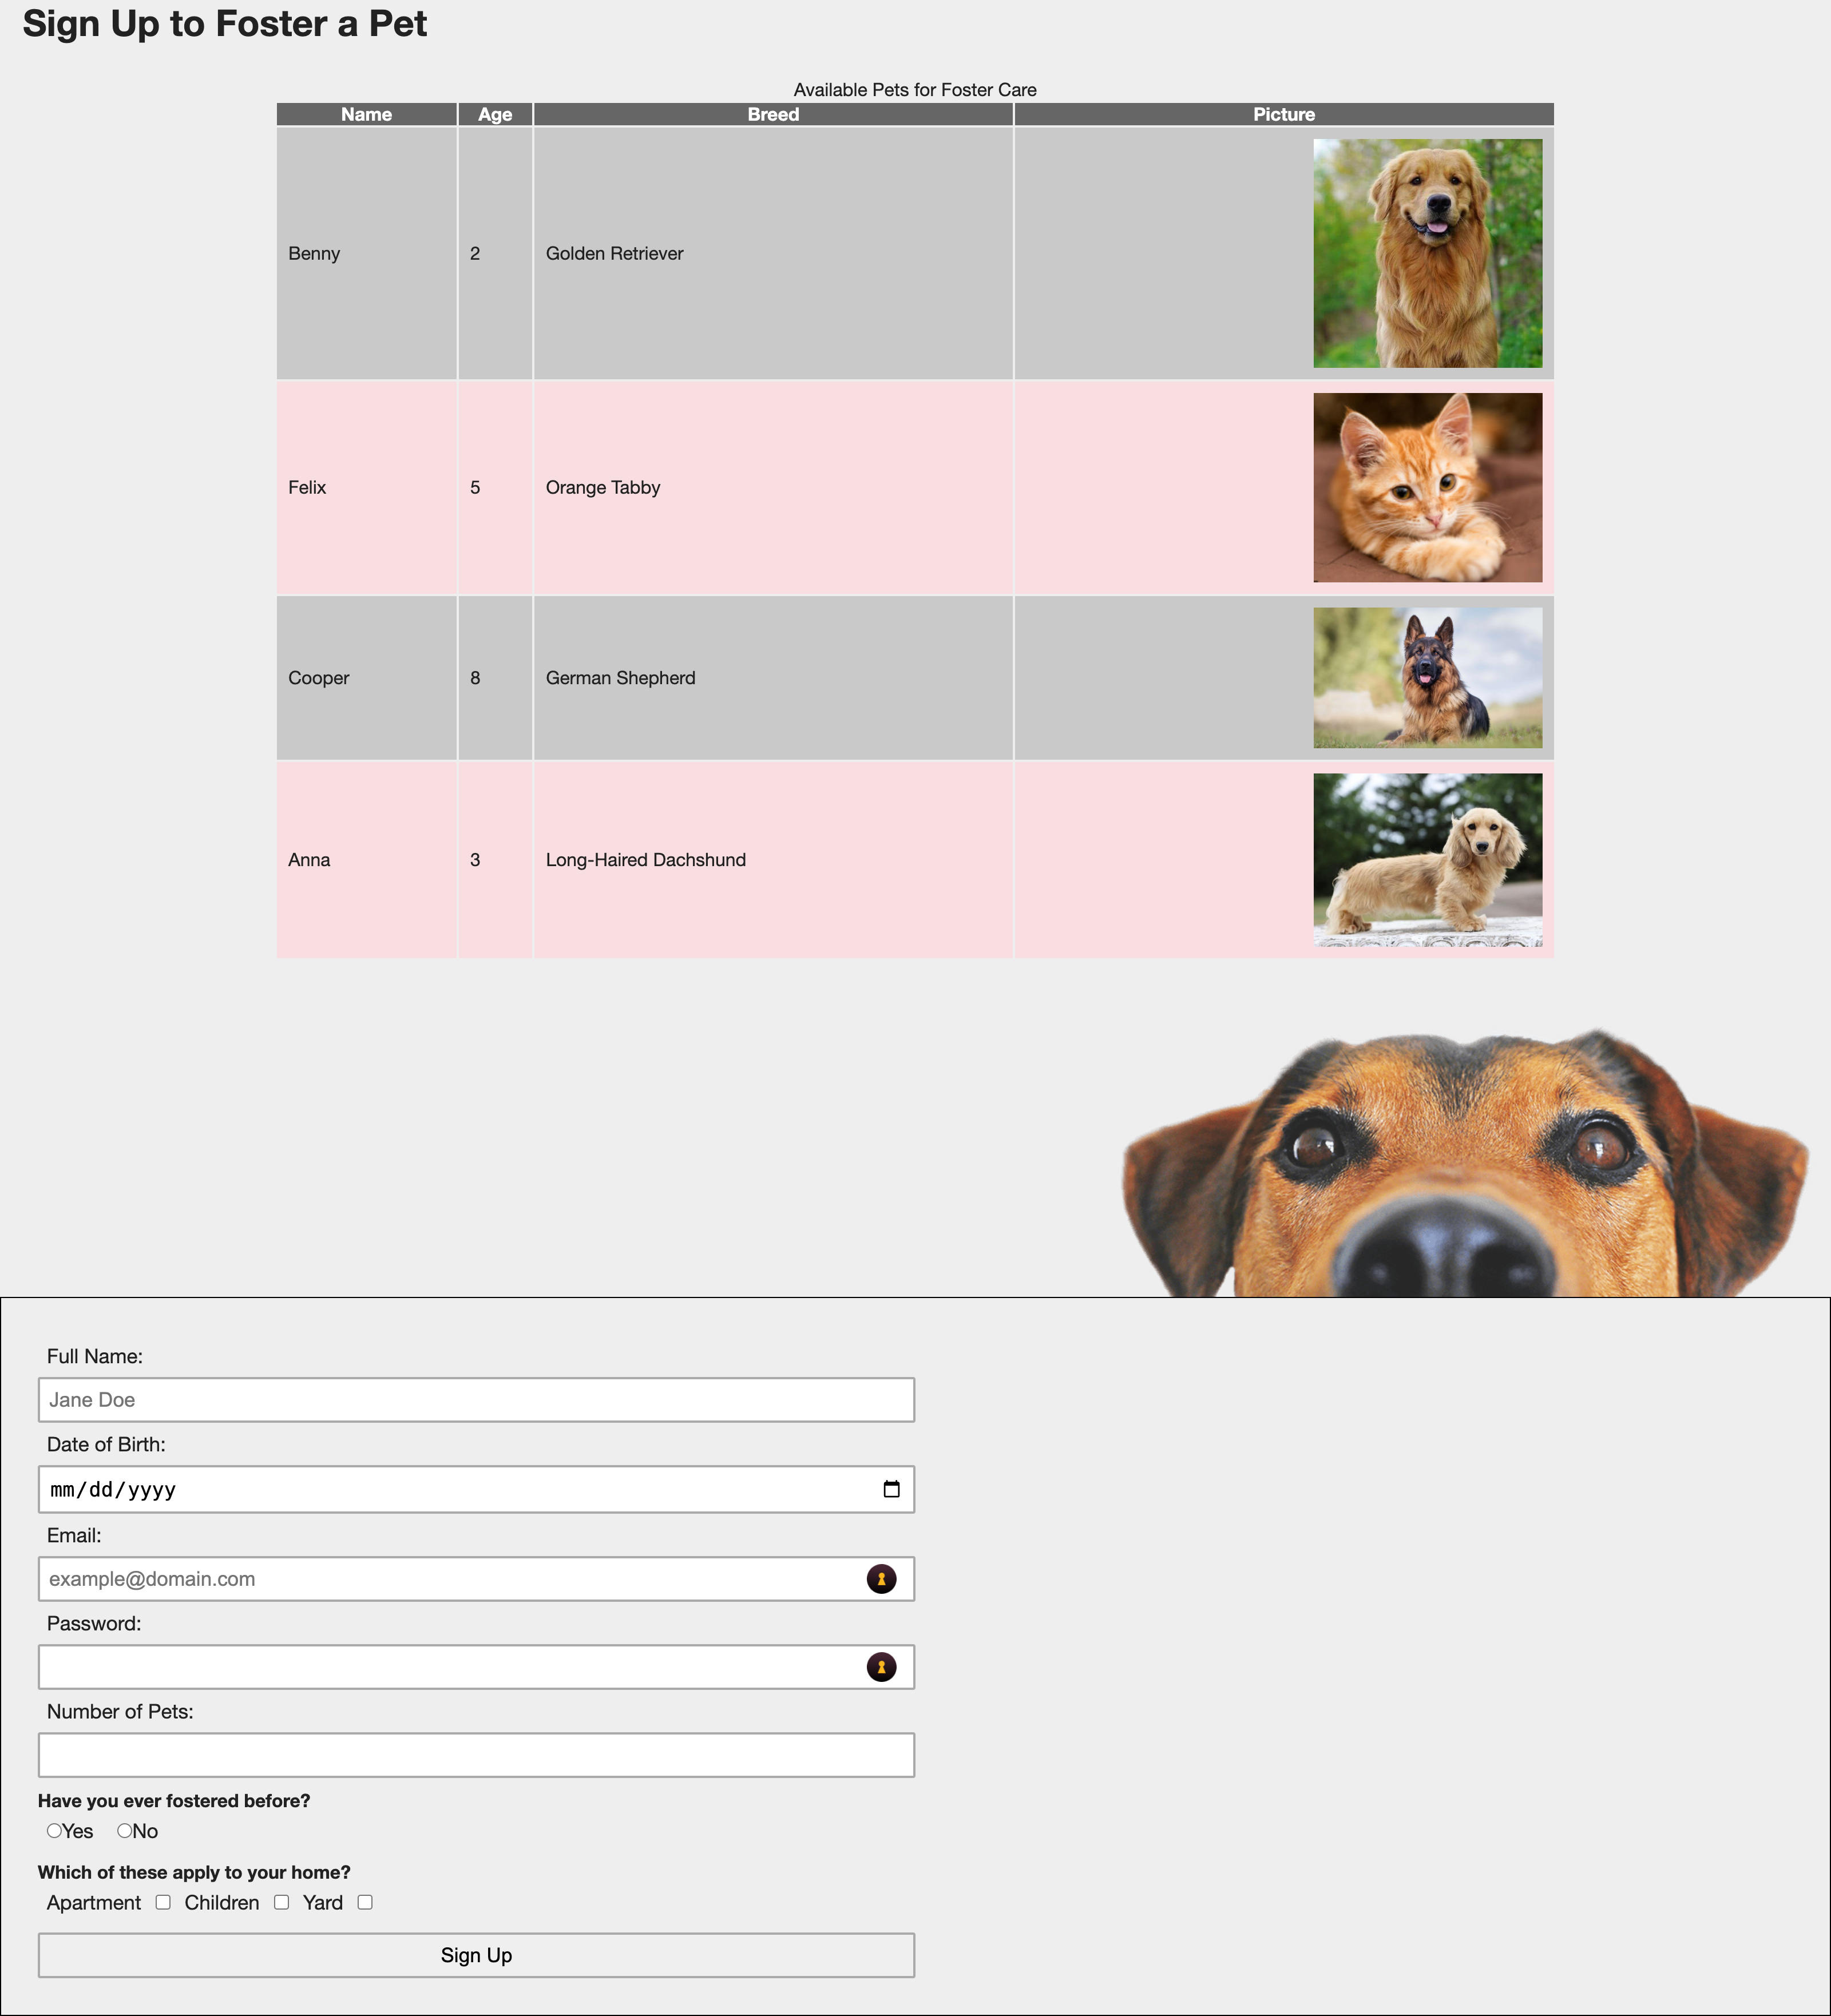 Sign Up to Foster a Pet
Available Pets for Foster Care
Name Age Breed Picture
Benny 2 Golden Retriever
Felix 5 Orange Tabby
Cooper 8 German Shepherd
Anna 3 Long-Haired Dachshund
Full Name:
Jane Doe
Date of Birth:
mm/dd/yyyy
Email:
example@domain.com
Password:
Number of Pets:
Have you ever fostered before?
Yes No
Which of these apply to your home?
Apartment Children Yard
Sign Up